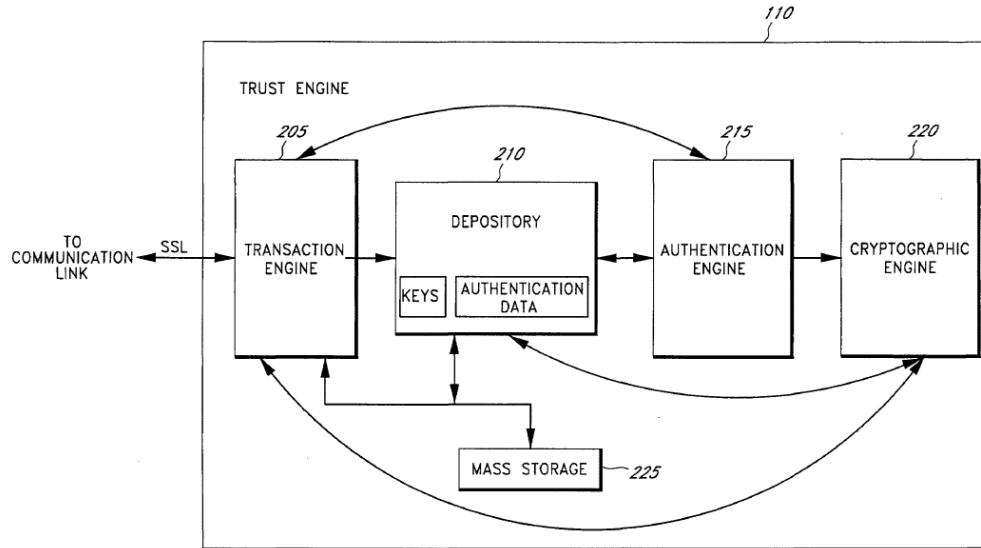 110
TRUST ENGINE
205
215
220
210
DEPOSITORY
TO
COMMUNICATION
LINK
SSL
TRANSACTION
ENGINE
AUTHENTICATION
ENGINE
CRYPTOGRAPHIC
ENGINE
KEYS
AUTHENTICATION
DATA
MASS STORAGE
225